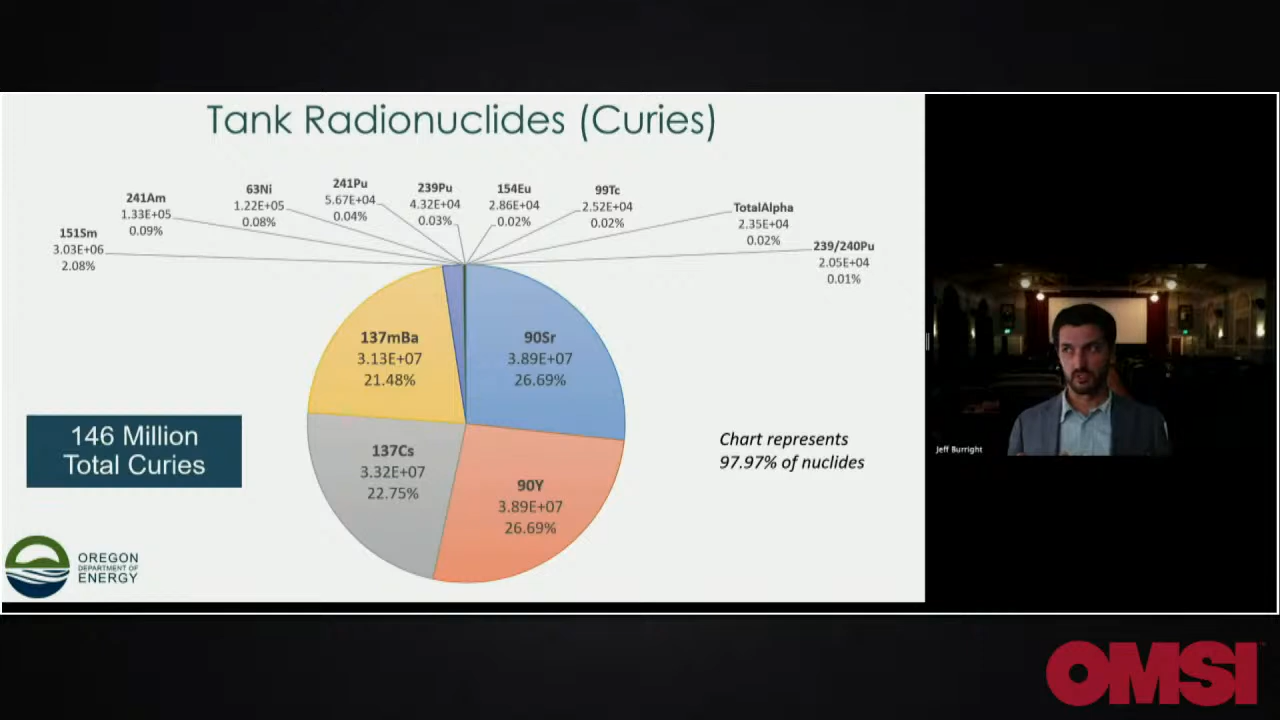 Tank Radionuclides (Curies)
241Am
1.33E+05
0.09%
63Ni
1.22E+05
0.08%
241Pu
5.67E+04
0.04%
239Pu
4.32E+04
0.03%
154Eu
2.86E+04
0.02%
99Tc
2.52E+04
0.02%
TotalAlpha
2.35E+04
0.02%
239/240Pu
2.05E+04
0.01%
151Sm
3.03E+06
2.08%
137mBa
3.13E+07
21.48%
90Sr
3.89E+07
26.69%
137Cs
3.32E+07
22.75%
90Y
3.89E+07
26.69%
146 Million
Total Curies
Chart represents
97.97% of nuclides
OREGON
DEPARTMENT OF
ENERGY
Jeff Burright
OMSI